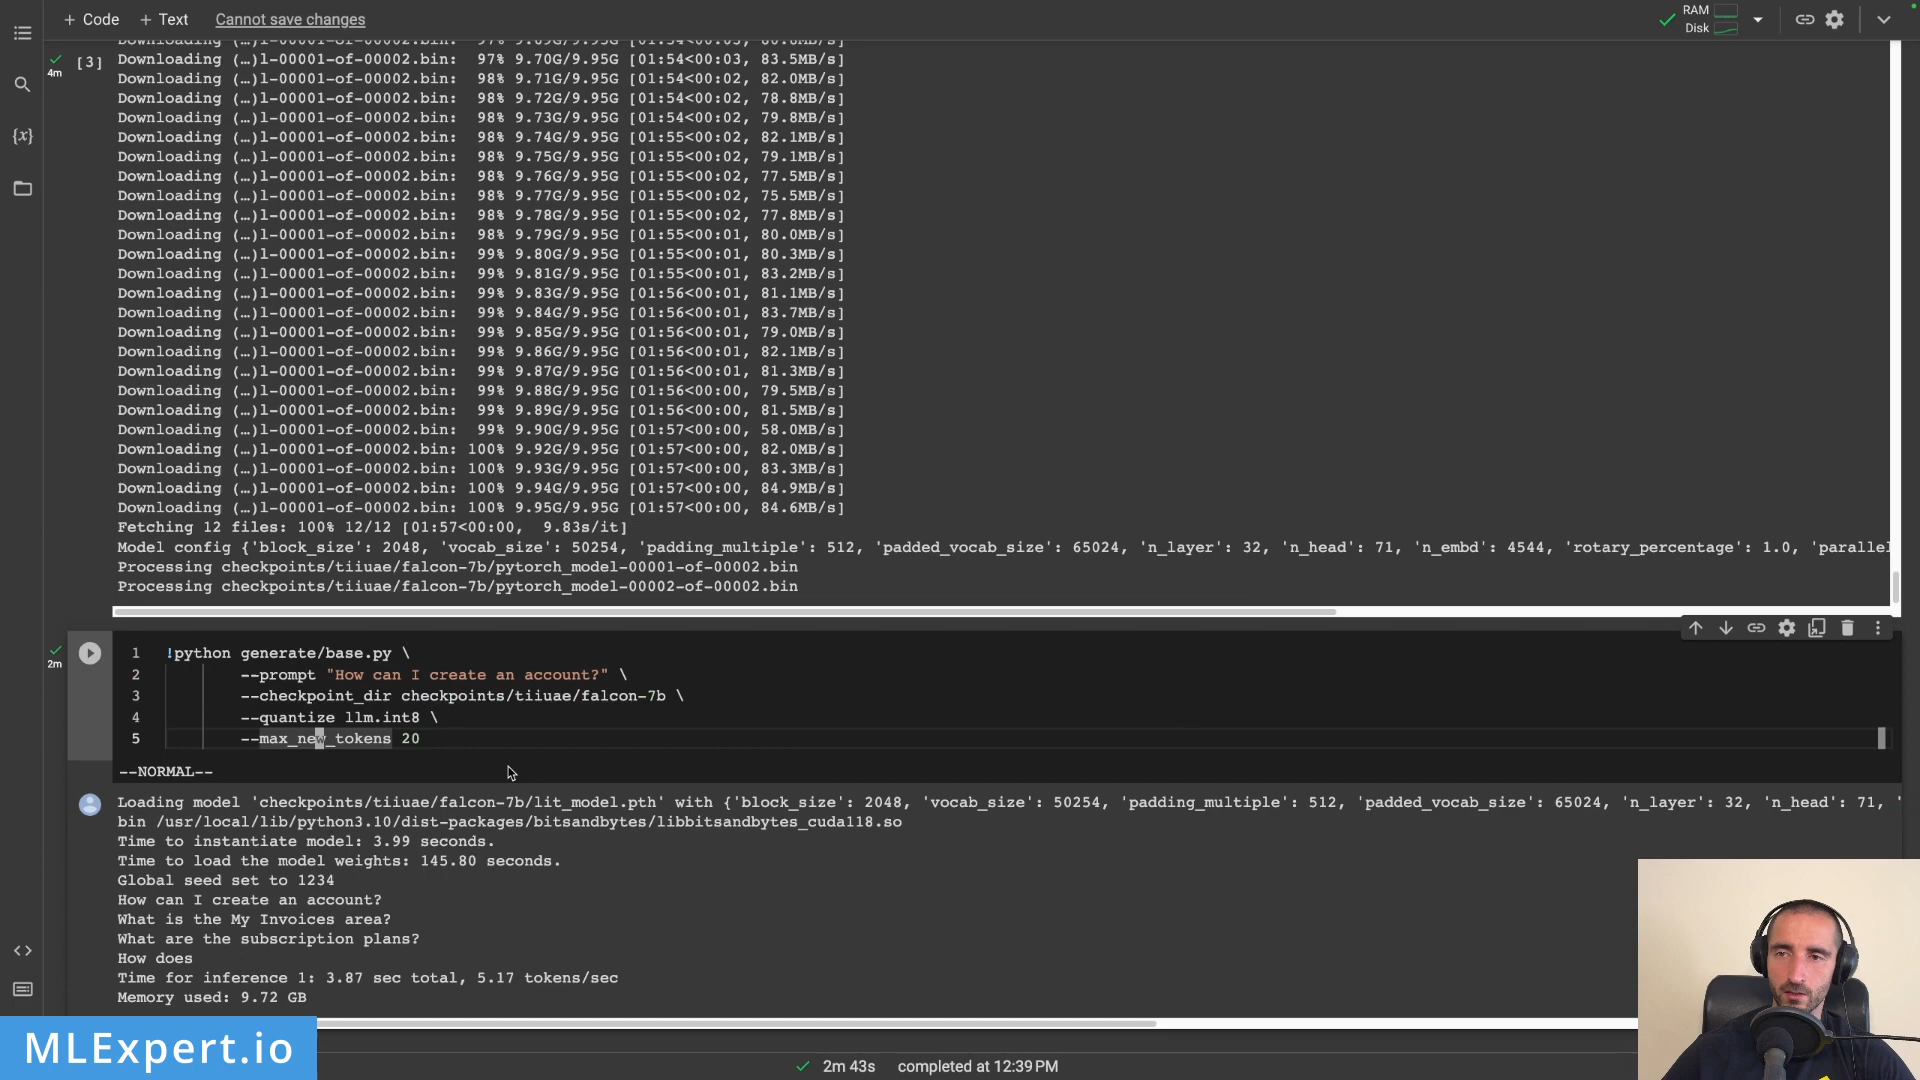 + Code + Text Cannot save changes
RAM
Disk
4m
[3]
Downloading (…)l-00001-of-00002.bin: 97% 9.69G/9.95G [01:54<00:03, 80.6MB/s]
Downloading (…)l-00001-of-00002.bin: 97% 9.70G/9.95G [01:54<00:03, 83.5MB/s]
Downloading (…)l-00001-of-00002.bin: 98% 9.71G/9.95G [01:54<00:02, 82.0MB/s]
Downloading (…)l-00001-of-00002.bin: 98% 9.72G/9.95G [01:54<00:02, 78.8MB/s]
Downloading (…)l-00001-of-00002.bin: 98% 9.73G/9.95G [01:54<00:02, 79.8MB/s]
Downloading (…)l-00001-of-00002.bin: 98% 9.74G/9.95G [01:55<00:02, 82.1MB/s]
Downloading (…)l-00001-of-00002.bin: 98% 9.75G/9.95G [01:55<00:02, 79.1MB/s]
Downloading (…)l-00001-of-00002.bin: 98% 9.76G/9.95G [01:55<00:02, 77.5MB/s]
Downloading (…)l-00001-of-00002.bin: 98% 9.77G/9.95G [01:55<00:02, 75.5MB/s]
Downloading (…)l-00001-of-00002.bin: 98% 9.78G/9.95G [01:55<00:02, 77.8MB/s]
Downloading (…)l-00001-of-00002.bin: 98% 9.79G/9.95G [01:55<00:01, 80.0MB/s]
Downloading (…)l-00001-of-00002.bin: 99% 9.80G/9.95G [01:55<00:01, 80.3MB/s]
Downloading (…)l-00001-of-00002.bin: 99% 9.81G/9.95G [01:55<00:01, 83.2MB/s]
Downloading (…)l-00001-of-00002.bin: 99% 9.83G/9.95G [01:56<00:01, 81.1MB/s]
Downloading (…)l-00001-of-00002.bin: 99% 9.84G/9.95G [01:56<00:01, 83.7MB/s]
Downloading (…)l-00001-of-00002.bin: 99% 9.85G/9.95G [01:56<00:01, 79.0MB/s]
Downloading (…)l-00001-of-00002.bin: 99% 9.86G/9.95G [01:56<00:01, 82.1MB/s]
Downloading (…)l-00001-of-00002.bin: 99% 9.87G/9.95G [01:56<00:01, 81.3MB/s]
Downloading (…)l-00001-of-00002.bin: 99% 9.88G/9.95G [01:56<00:00, 79.5MB/s]
Downloading (…)l-00001-of-00002.bin: 99% 9.89G/9.95G [01:56<00:00, 81.5MB/s]
Downloading (…)l-00001-of-00002.bin: 99% 9.90G/9.95G [01:57<00:00, 58.0MB/s]
Downloading (…)l-00001-of-00002.bin: 100% 9.92G/9.95G [01:57<00:00, 82.0MB/s]
Downloading (…)l-00001-of-00002.bin: 100% 9.93G/9.95G [01:57<00:00, 83.3MB/s]
Downloading (…)l-00001-of-00002.bin: 100% 9.94G/9.95G [01:57<00:00, 84.9MB/s]
Downloading (…)l-00001-of-00002.bin: 100% 9.95G/9.95G [01:57<00:00, 84.6MB/s]
Fetching 12 files: 100% 12/12 [01:57<00:00, 9.83s/it]
Model config {'block_size': 2048, 'vocab_size': 50254, 'padding_multiple': 512, 'padded_vocab_size': 65024, 'n_layer': 32, 'n_head': 71, 'n_embd': 4544, 'rotary_percentage': 1.0, 'parallel
Processing checkpoints/tiiuae/falcon-7b/pytorch_model-00001-of-00002.bin
Processing checkpoints/tiiuae/falcon-7b/pytorch_model-00002-of-00002.bin
2m
1 !python generate/base.py \
2 --prompt "How can I create an account?" \
3 --checkpoint_dir checkpoints/tiiuae/falcon-7b \
4 --quantize llm.int8 \
5 --max_new_tokens 20
--NORMAL--
Loading model 'checkpoints/tiiuae/falcon-7b/lit_model.pth' with {'block_size': 2048, 'vocab_size': 50254, 'padding_multiple': 512, 'padded_vocab_size': 65024, 'n_layer': 32, 'n_head': 71, '
bin /usr/local/lib/python3.10/dist-packages/bitsandbytes/libbitsandbytes_cuda118.so
Time to instantiate model: 3.99 seconds.
Time to load the model weights: 145.80 seconds.
Global seed set to 1234
How can I create an account?
What is the My Invoices area?
What are the subscription plans?
How does
Time for inference 1: 3.87 sec total, 5.17 tokens/sec
Memory used: 9.72 GB
MLExpert.io
2m 43s completed at 12:39 PM